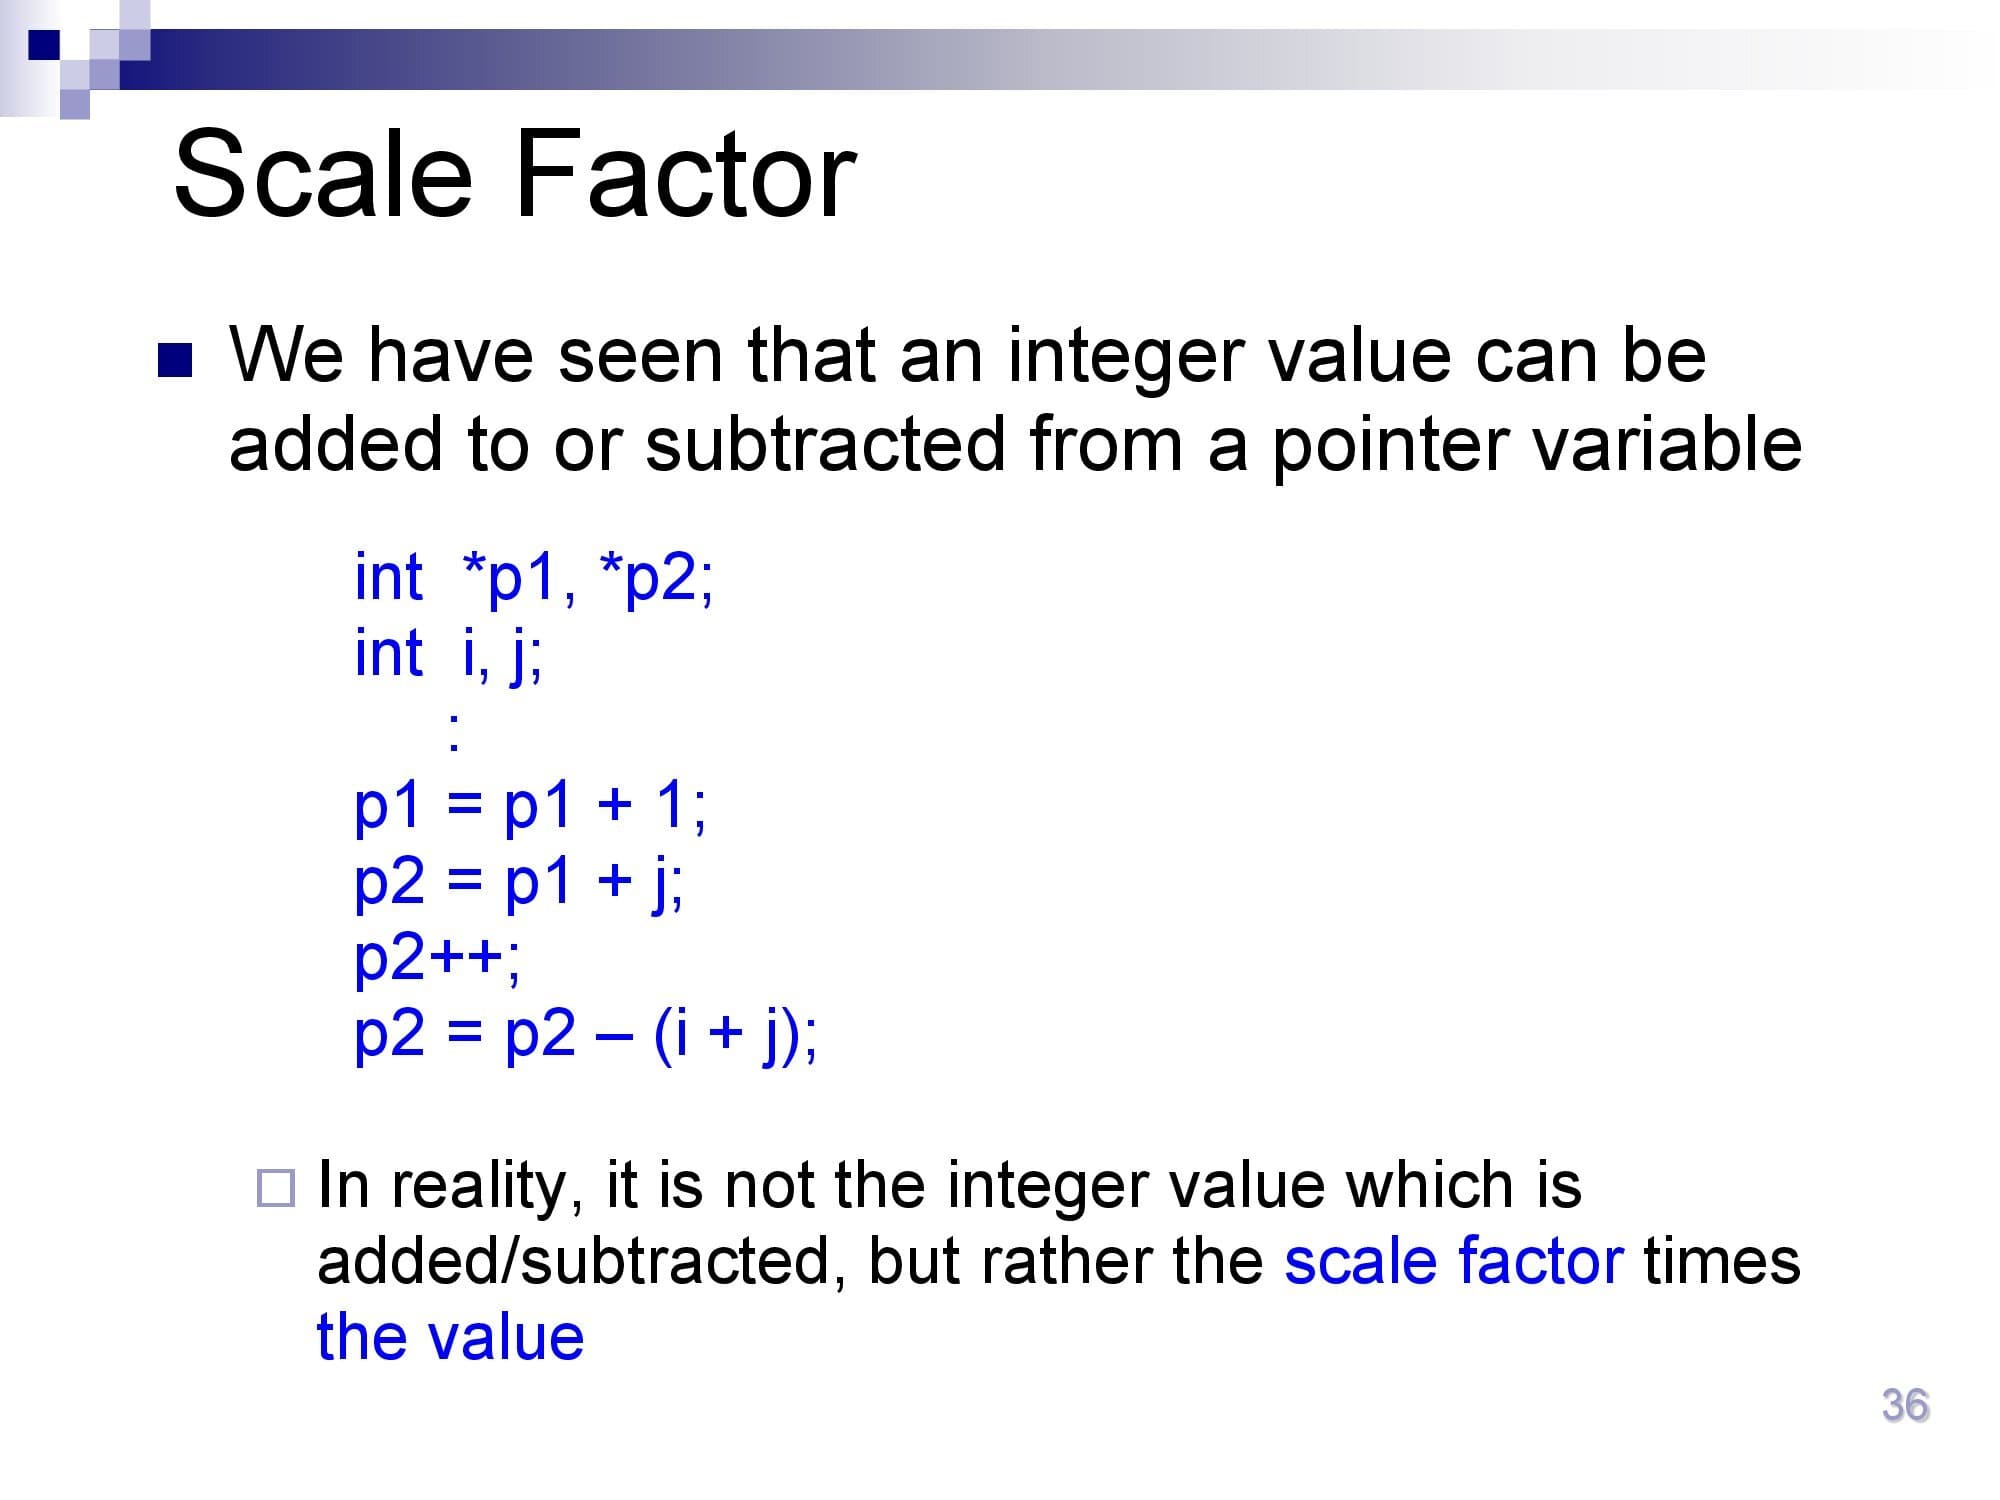 Scale Factor
We have seen that an integer value can be
added to or subtracted from a pointer variable
int  *p1, *p2;
int  i, j;
:
p1 = p1 + 1;
p2 = p1 + j;
p2++;
p2 = p2 – (i + j);
In reality, it is not the integer value which is
added/subtracted, but rather the scale factor times
the value
36